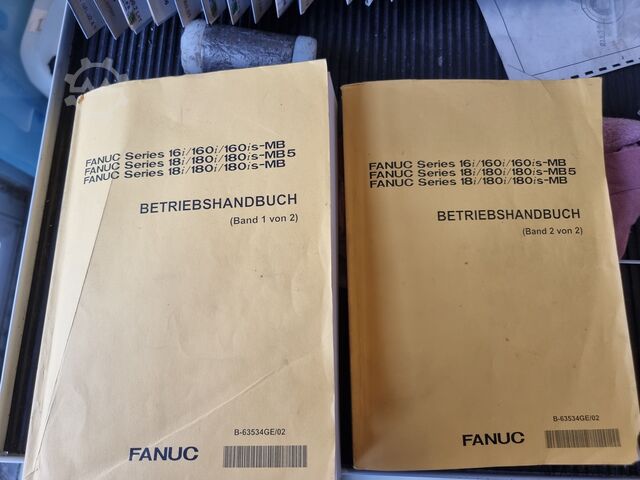 FANUC Series 16i/160i/160is-MB
FANUC Series 18i/180i/180is-MB5
FANUC Series 18i/180i/180is-MB
BETRIEBSHANDBUCH
(Band 1 von 2)
B-63534GE/02
FANUC
FANUC Series 16i/160i/160is-MB
FANUC Series 18i/180i/180is-MB5
FANUC Series 18i/180i/180is-MB
BETRIEBSHANDBUCH
(Band 2 von 2)
B-63534GE/02
FANUC